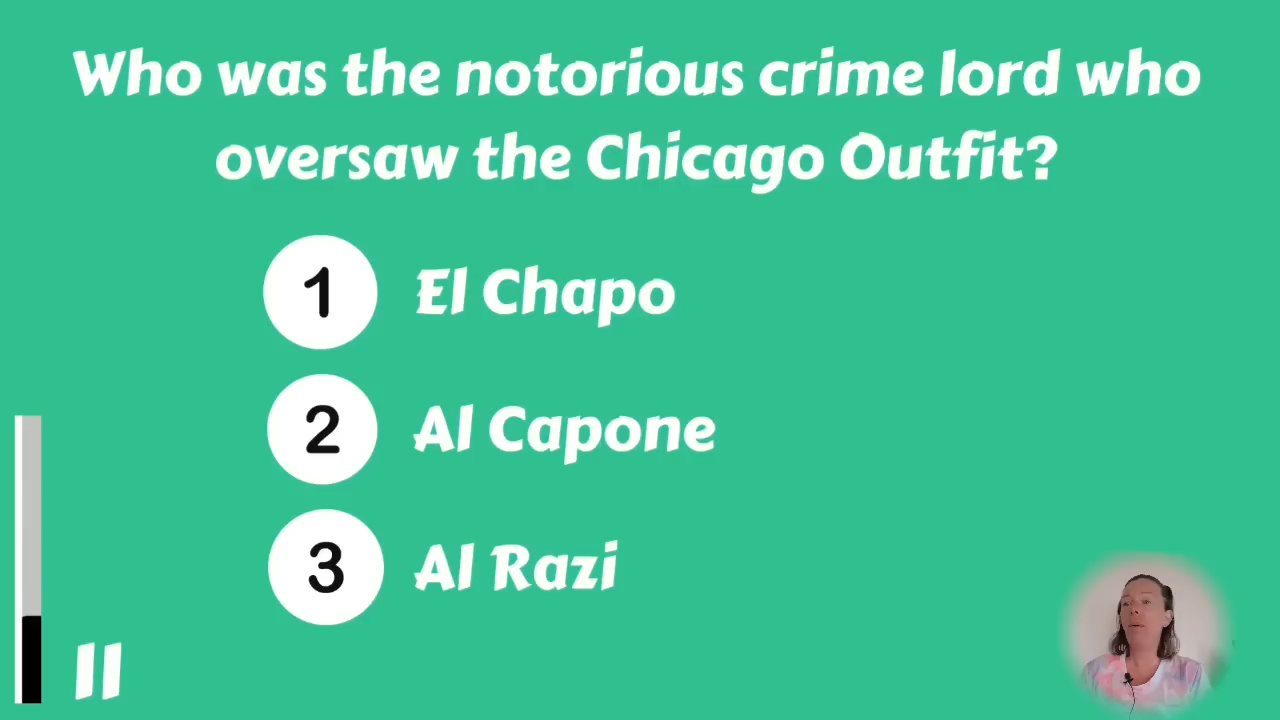 Who was the notorious crime lord who
oversaw the Chicago Outfit?
1 El Chapo
2 Al Capone
3 Al Razi
11